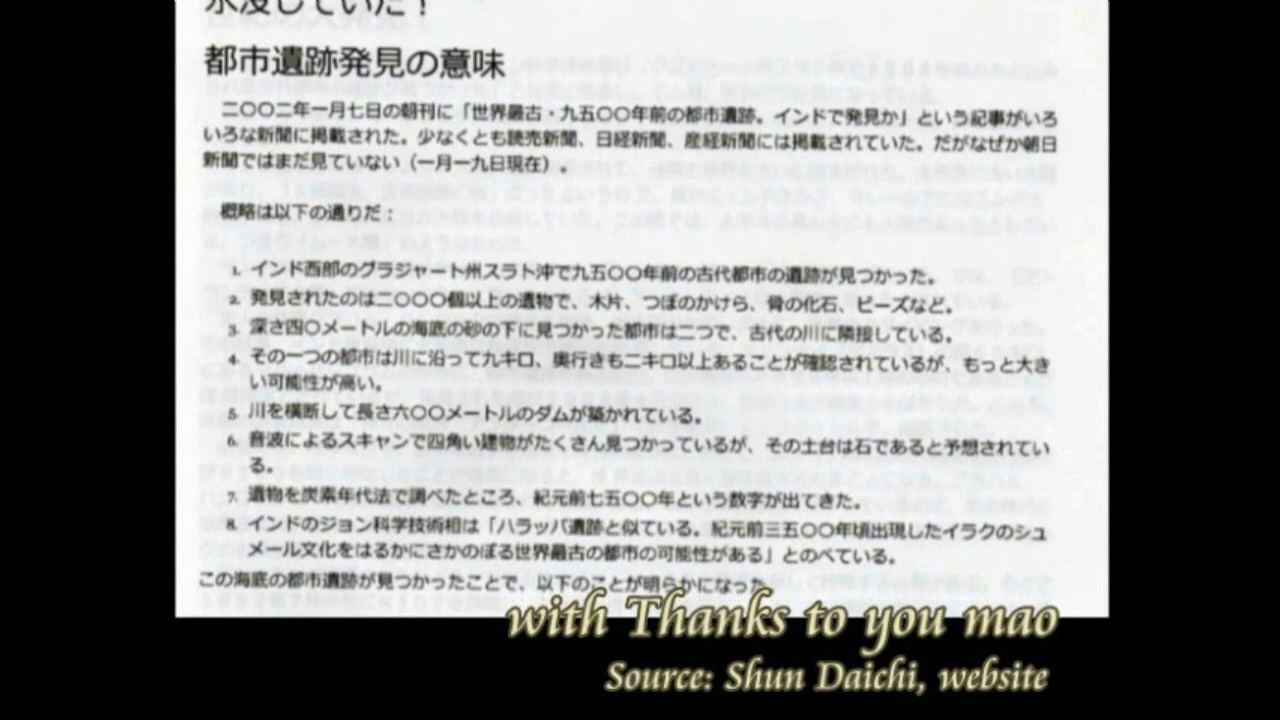 水没していた！
都市遺跡発見の意味
二〇〇二年一月七日の朝刊に「世界最古・九五〇〇年前の都市遺跡。インドで発見か」という記事がいろ
いろな新聞に掲載された。少なくとも読売新聞、日経新聞、産経新聞には掲載されていた。だがなぜか朝日
新聞ではまだ見ていない（一月一九日現在）。
概略は以下の通りだ：
1. インド西部のグラジャート州スラト沖で九五〇〇年前の古代都市の遺跡が見つかった。
2. 発見されたのは二〇〇〇個以上の遺物で、木片、つぼのかけら、骨の化石、ビーズなど。
3. 深さ四〇メートルの海底の砂の下に見つかった都市は二つで、古代の川に隣接している。
4. その一つの都市は川に沿って九キロ、奥行きも二キロ以上あることが確認されているが、もっと大き
い可能性が高い。
5. 川を横断して長さ六〇〇メートルのダムが築かれている。
6. 音波によるスキャンで四角い建物がたくさん見つかっているが、その土台は石であると予想されてい
る。
7. 遺物を炭素年代法で調べたところ、紀元前七五〇〇年という数字が出てきた。
8. インドのジョシ科学技術相は「ハラッパ遺跡と似ている。紀元前三五〇〇年頃出現したイラクのシュ
メール文化をはるかにさかのぼる世界最古の都市の可能性がある」とのべている。
この海底の都市遺跡が見つかったことで、以下のことが明らかになった
with Thanks to you mao
Source: Shun Daichi, website